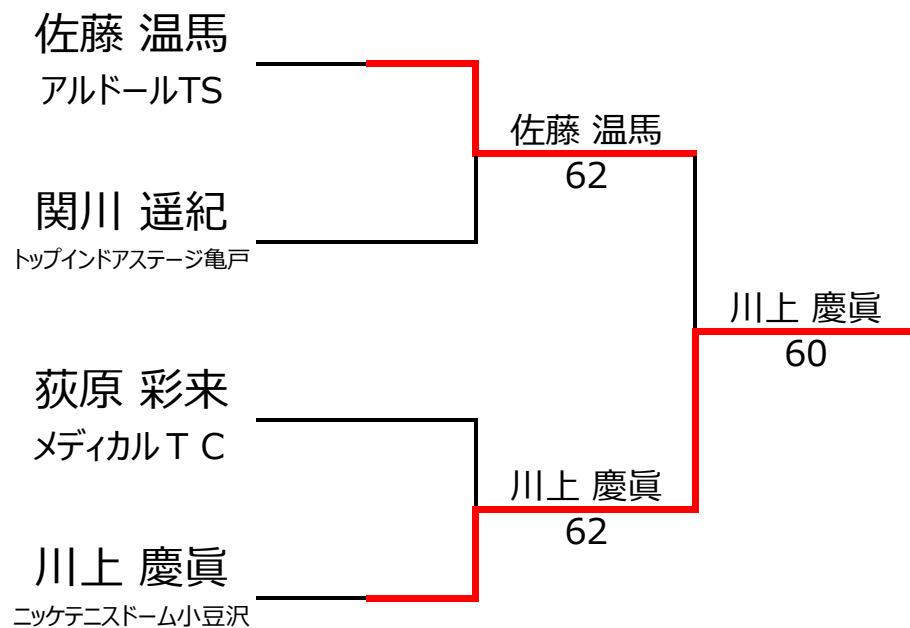 佐藤 温馬
アルドールTS
佐藤 温馬
62
関川 遥紀
トップインドアステージ亀戸
川上 慶眞
60
荻原 彩来
メディカルＴＣ
川上 慶眞
62
川上 慶眞
ニッケテニスドーム小豆沢